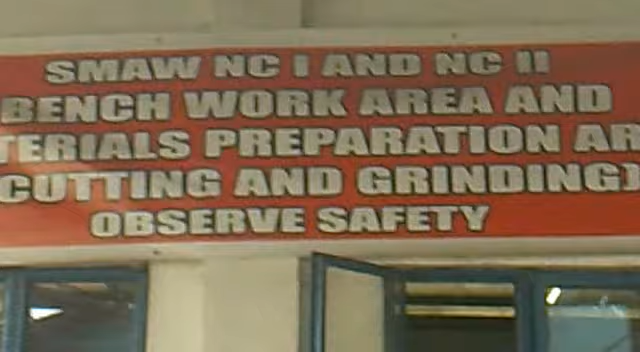 SMAW NC I AND NC II
BENCH WORK AREA AND
TERIALS PREPARATION AR
CUTTING AND GRINDING)
OBSERVE SAFETY